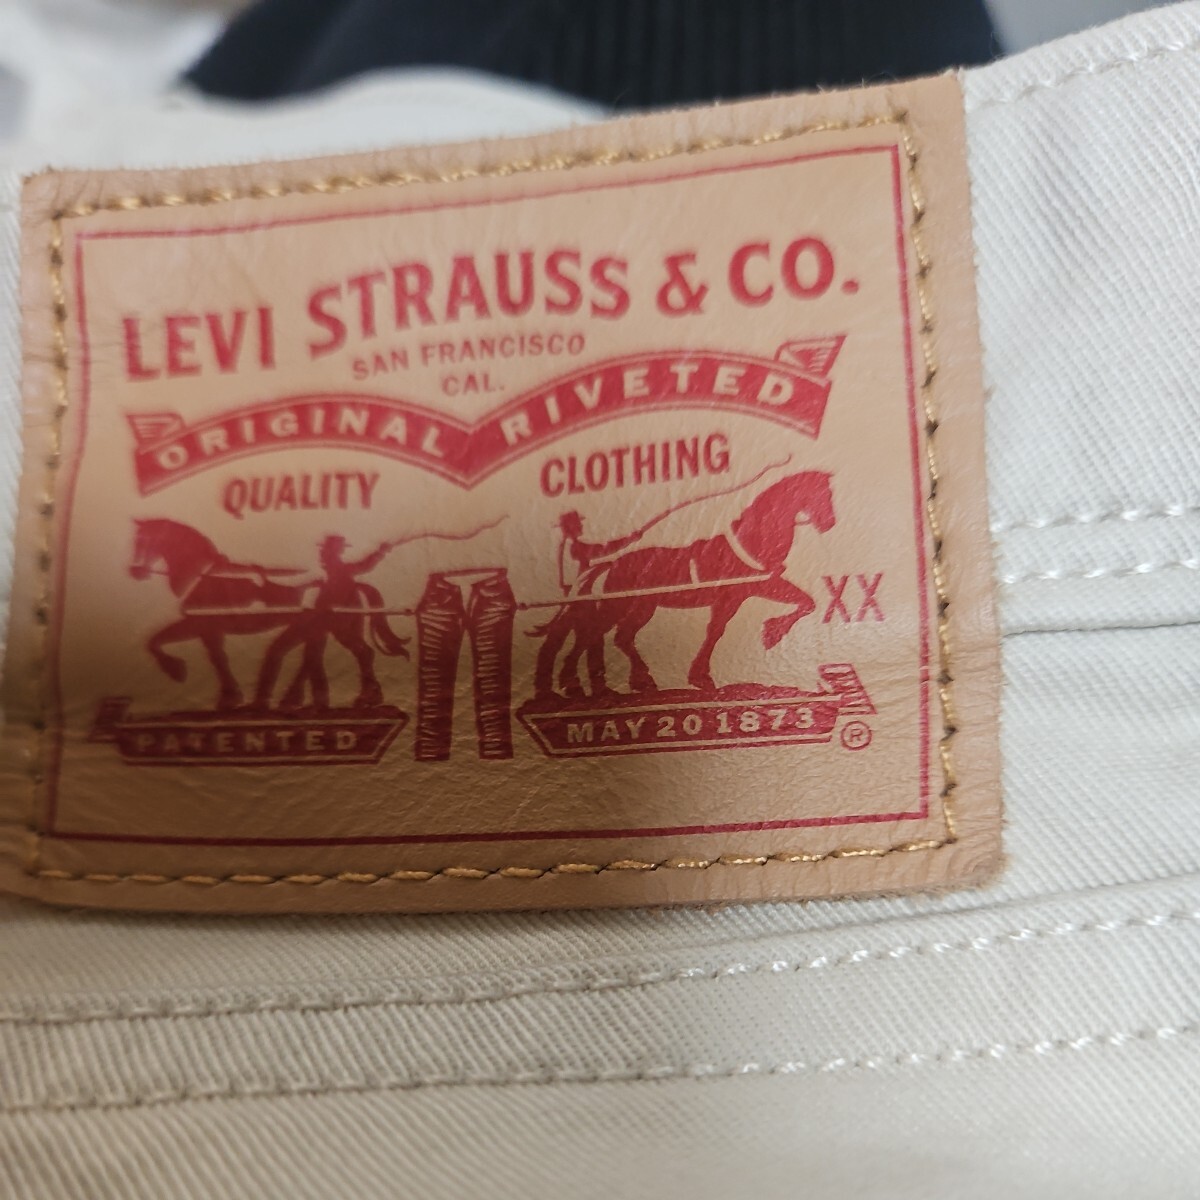 LEVI STRAUSS & CO.
SAN FRANCISCO
CAL.
ORIGINAL RIVETED
QUALITY CLOTHING
XX
PATENTED MAY 20 1873 ®